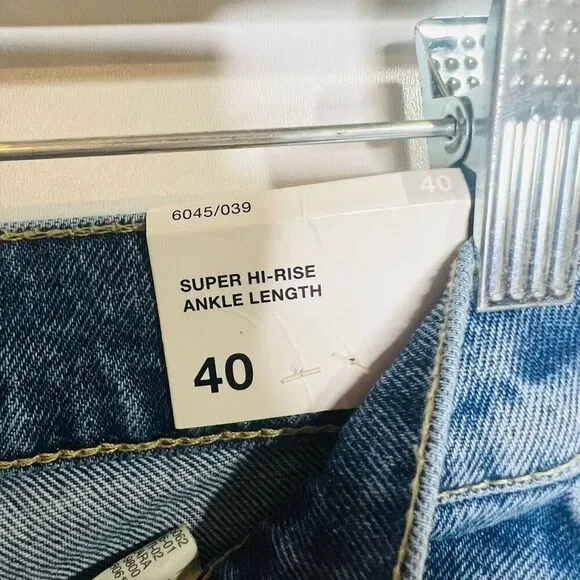 40
6045/039
SUPER HI-RISE
ANKLE LENGTH
40